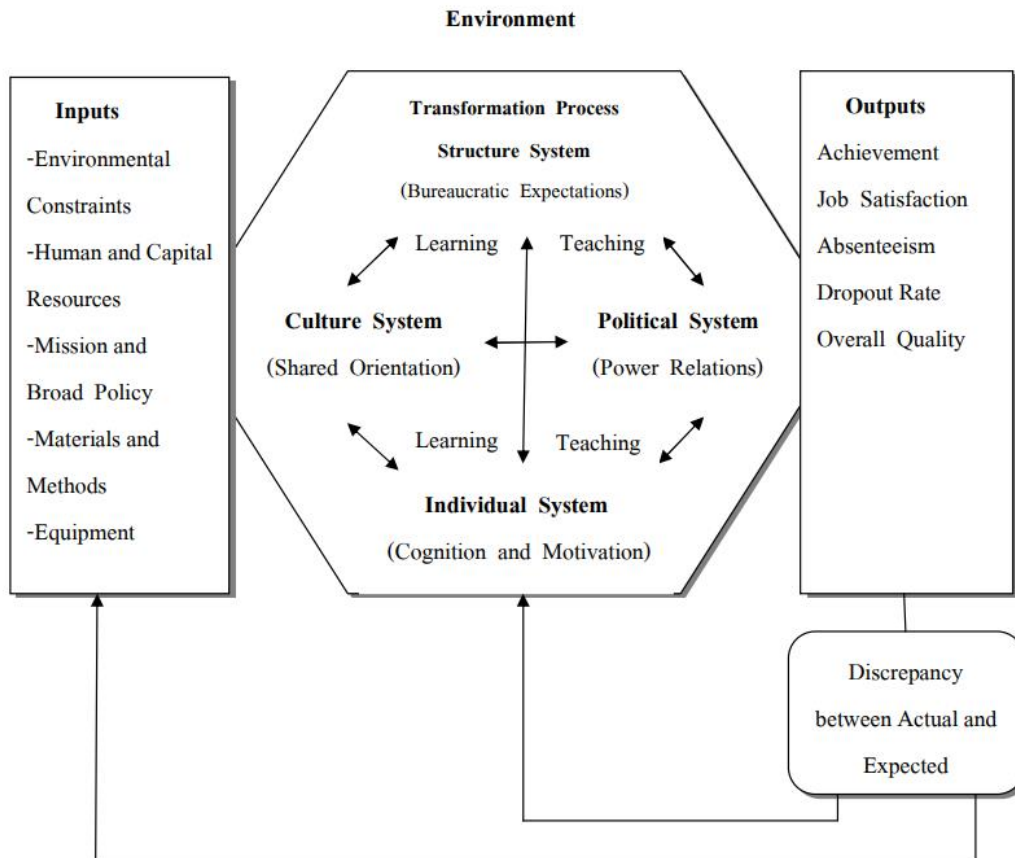 Environment
Inputs
-Environmental
Constraints
-Human and Capital
Resources
-Mission and
Broad Policy
-Materials and
Methods
-Equipment
Transformation Process
Structure System
(Bureaucratic Expectations)
Learning
Teaching
Culture System
(Shared Orientation)
Political System
(Power Relations)
Learning
Teaching
Individual System
(Cognition and Motivation)
Outputs
Achievement
Job Satisfaction
Absenteeism
Dropout Rate
Overall Quality
Discrepancy
between Actual and
Expected